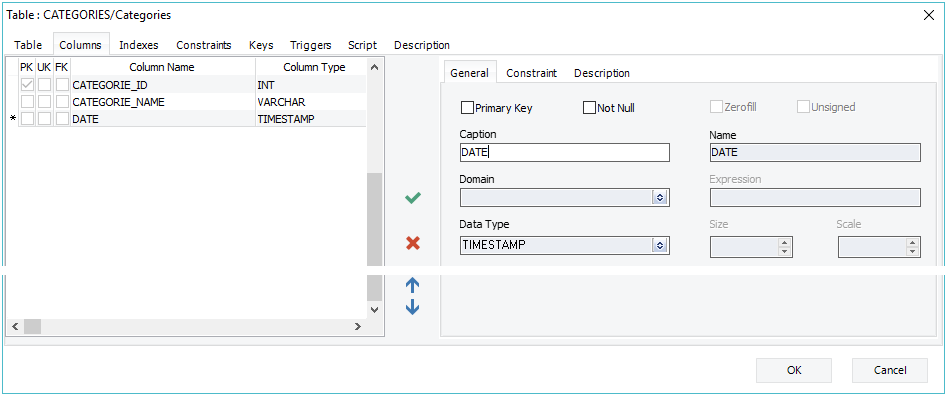 Table : CATEGORIES/Categories
Table Columns Indexes Constraints Keys Triggers Script Description
PK UK FK Column Name Column Type
CATEGORIE_ID INT
CATEGORIE_NAME VARCHAR
* DATE TIMESTAMP
General Constraint Description
Primary Key Not Null Zerofill Unsigned
Caption Name
DATE DATE
Domain Expression
Data Type Size Scale
TIMESTAMP
OK Cancel